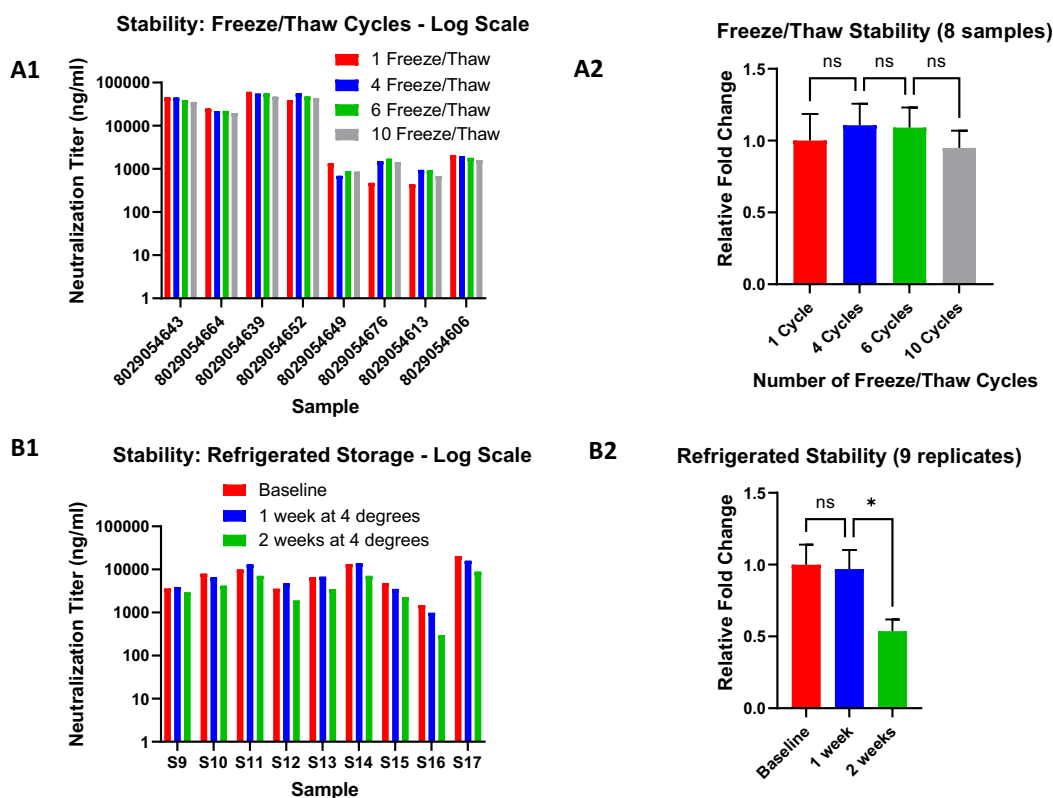 Stability: Freeze/Thaw Cycles - Log Scale
A1
1 Freeze/Thaw
4 Freeze/Thaw
6 Freeze/Thaw
10 Freeze/Thaw
Neutralization Titer (ng/ml)
100000
10000
1000
100
10
1
8029054643
8029054664
8029054639
8029054652
8029054649
8029054676
8029054613
8029054606
Sample
Freeze/Thaw Stability (8 samples)
A2
ns
ns
ns
Relative Fold Change
1.5
1.0
0.5
0.0
1 Cycle
4 Cycles
6 Cycles
10 Cycles
Number of Freeze/Thaw Cycles
B1
Stability: Refrigerated Storage - Log Scale
Baseline
1 week at 4 degrees
2 weeks at 4 degrees
Neutralization Titer (ng/ml)
100000
10000
1000
100
10
1
S9 S10 S11 S12 S13 S14 S15 S16 S17
Sample
B2
Refrigerated Stability (9 replicates)
ns
*
Relative Fold Change
1.5
1.0
0.5
0.0
Baseline
1 week
2 weeks